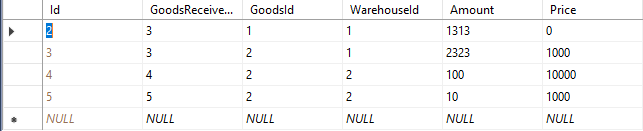 Id GoodsReceive... GoodsId WarehouseId Amount Price
2 3 1 1 1313 0
3 3 2 1 2323 1000
4 4 2 2 100 10000
5 5 2 2 10 1000
NULL NULL NULL NULL NULL NULL